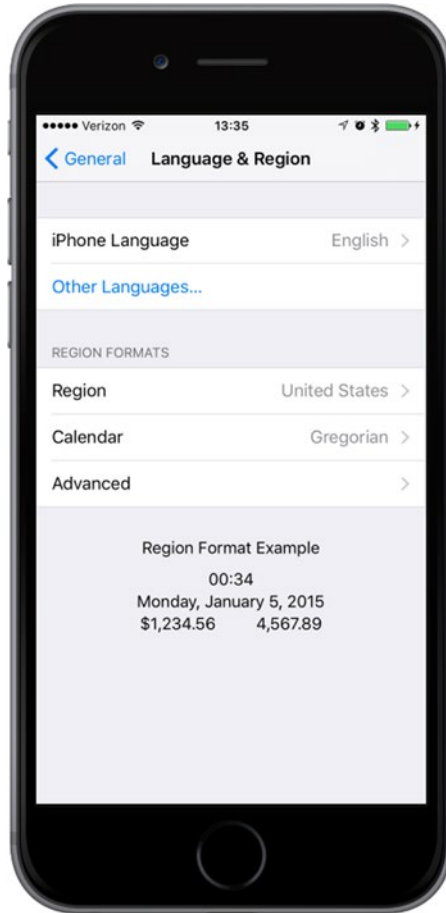 Verizon 13:35
General Language & Region
iPhone Language English
Other Languages...
REGION FORMATS
Region United States
Calendar Gregorian
Advanced
Region Format Example
00:34
Monday, January 5, 2015
$1,234.56 4,567.89